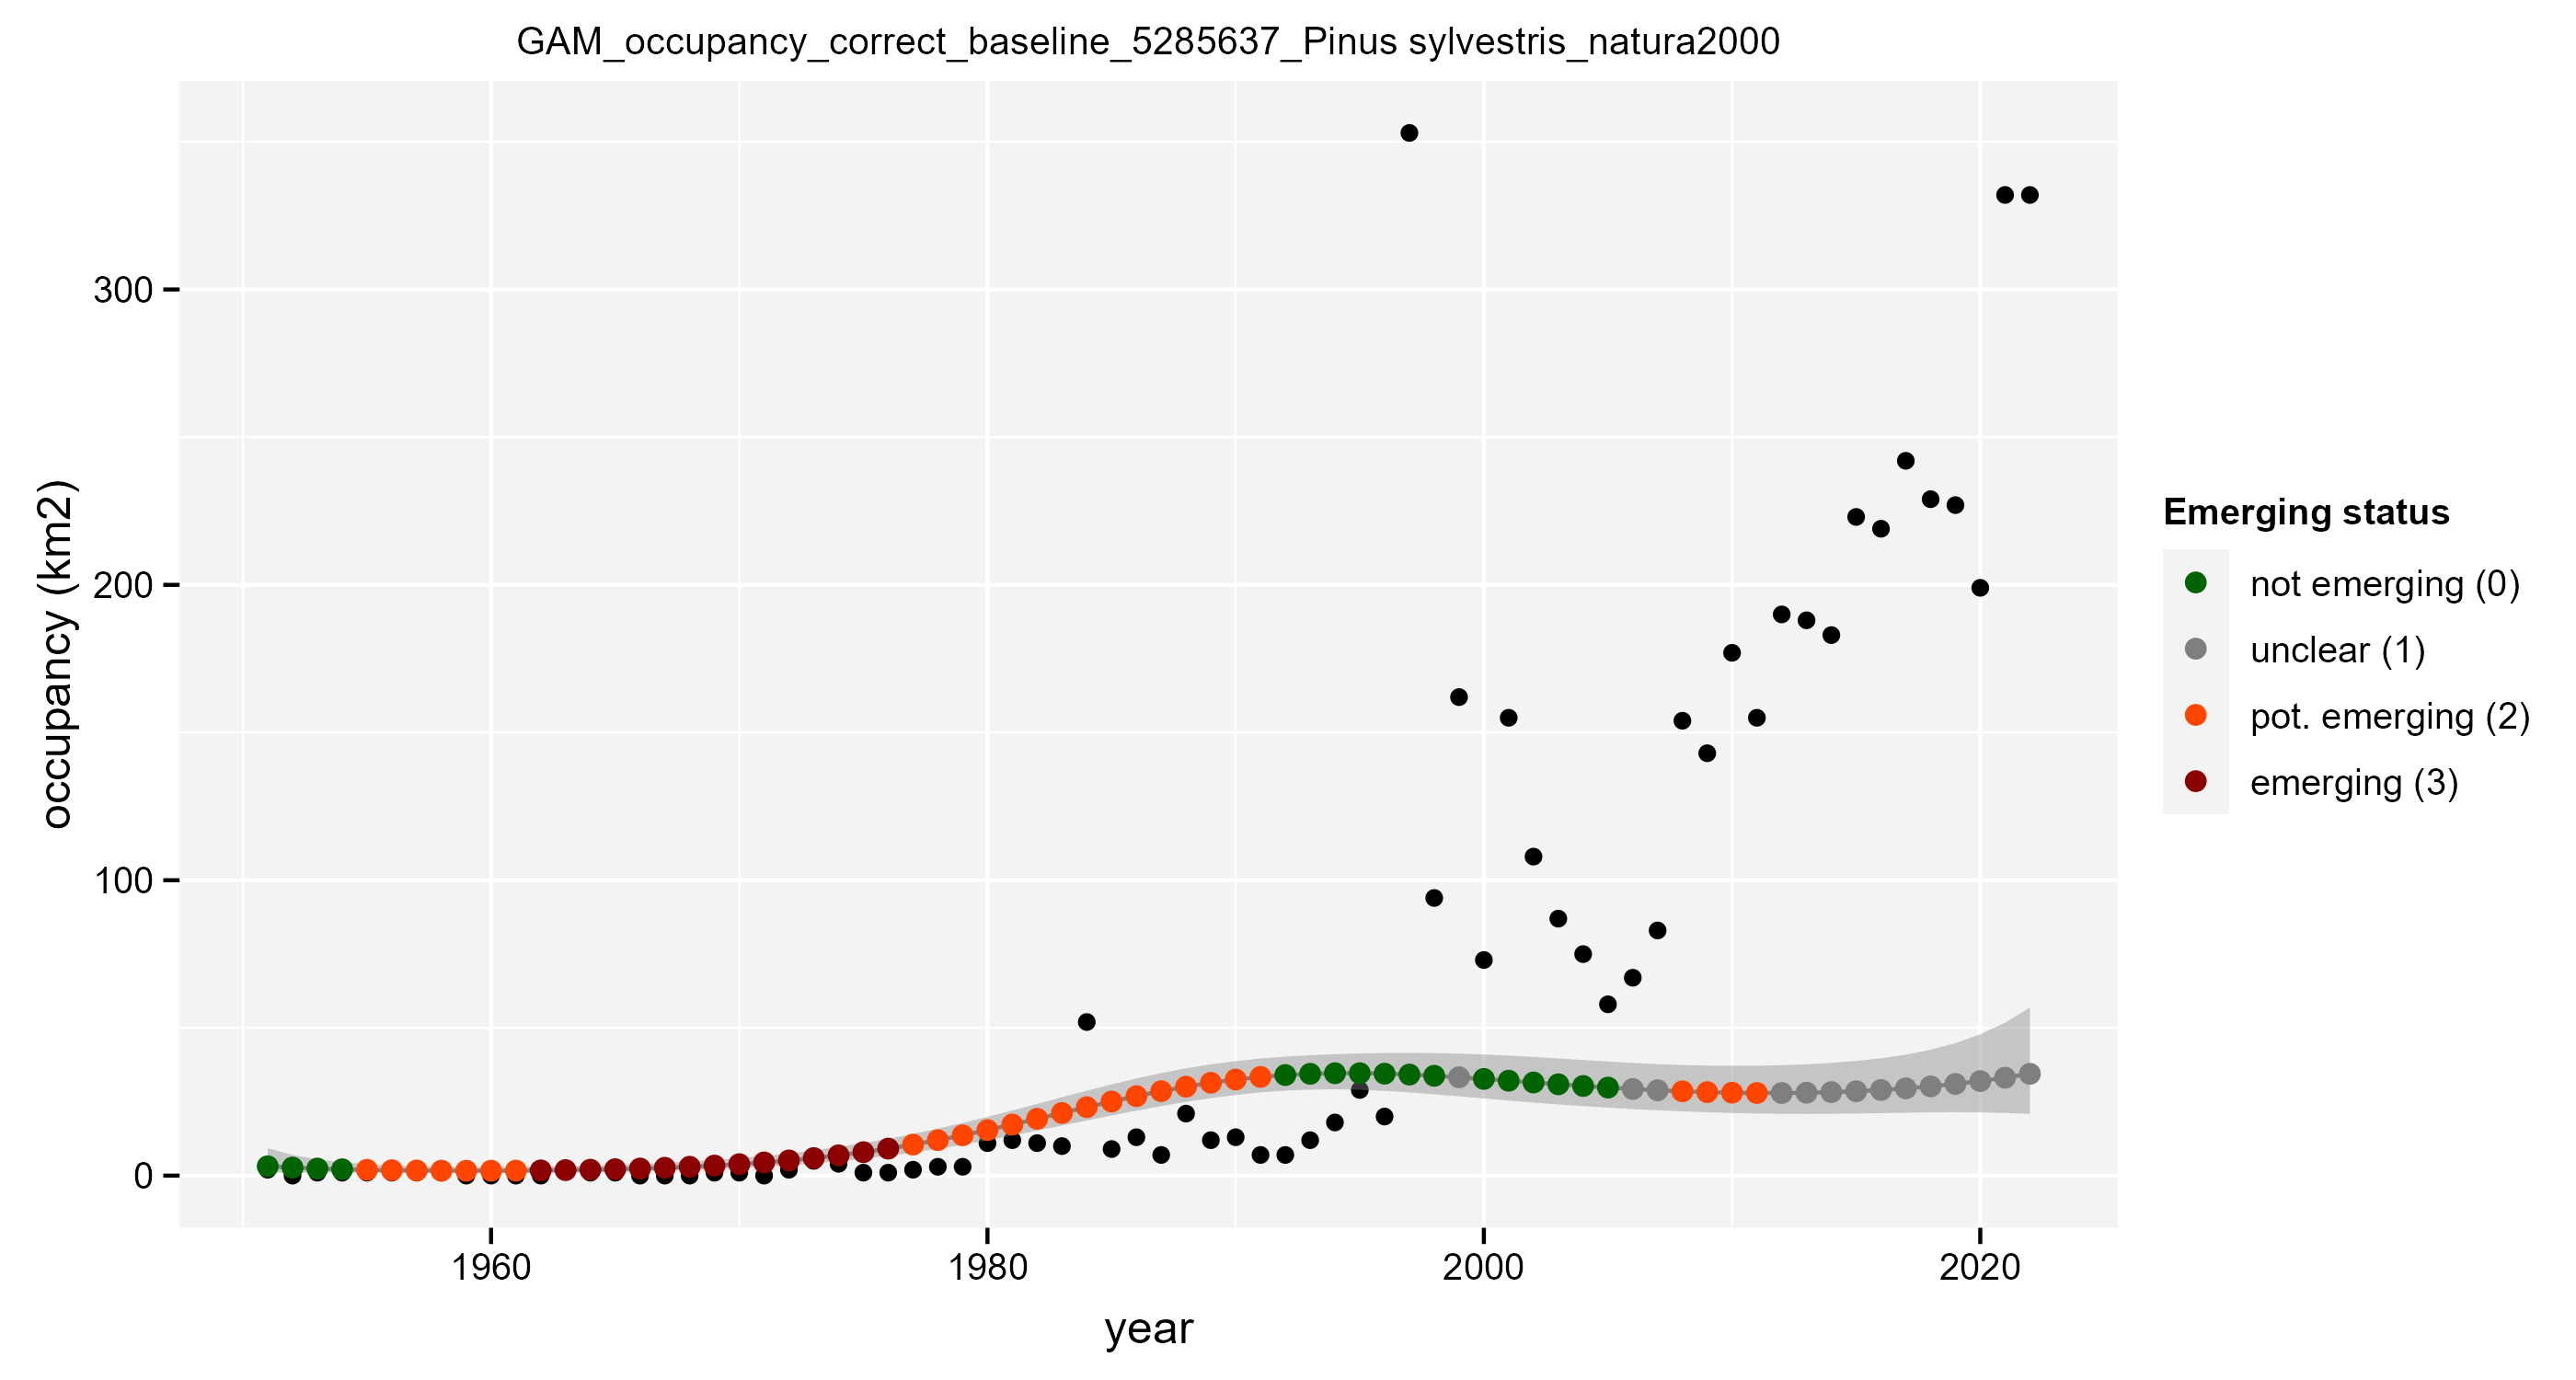 GAM_occupancy_correct_baseline_5285637_Pinus sylvestris_natura2000
occupancy (km2)
300
200
100
0
1960
1980
2000
2020
year
Emerging status
not emerging (0)
unclear (1)
pot. emerging (2)
emerging (3)